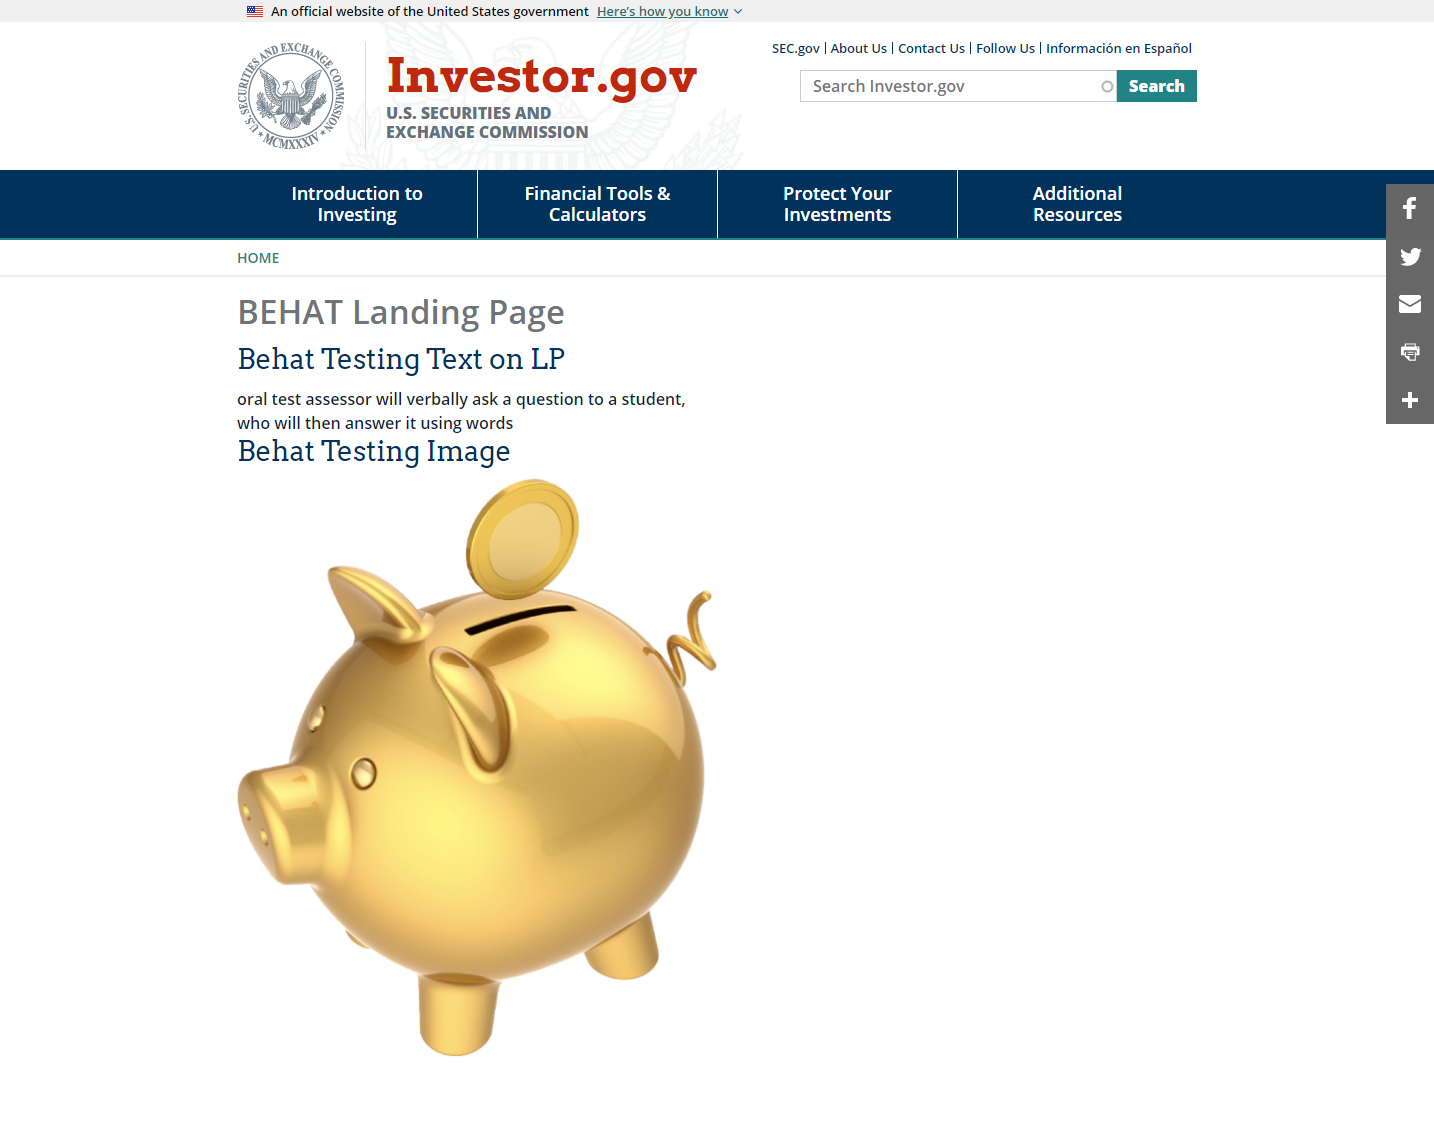 An official website of the United States government Here's how you know
SEC.gov About Us Contact Us Follow Us Información en Español
SECURITIES AND EXCHANGE COMMISSION
U.S.
MCMXXXIV
Investor.gov
U.S. SECURITIES AND
EXCHANGE COMMISSION
Search Investor.gov
Search
Introduction to
Investing
Financial Tools &
Calculators
Protect Your
Investments
Additional
Resources
HOME
BEHAT Landing Page
Behat Testing Text on LP
oral test assessor will verbally ask a question to a student,
who will then answer it using words
Behat Testing Image